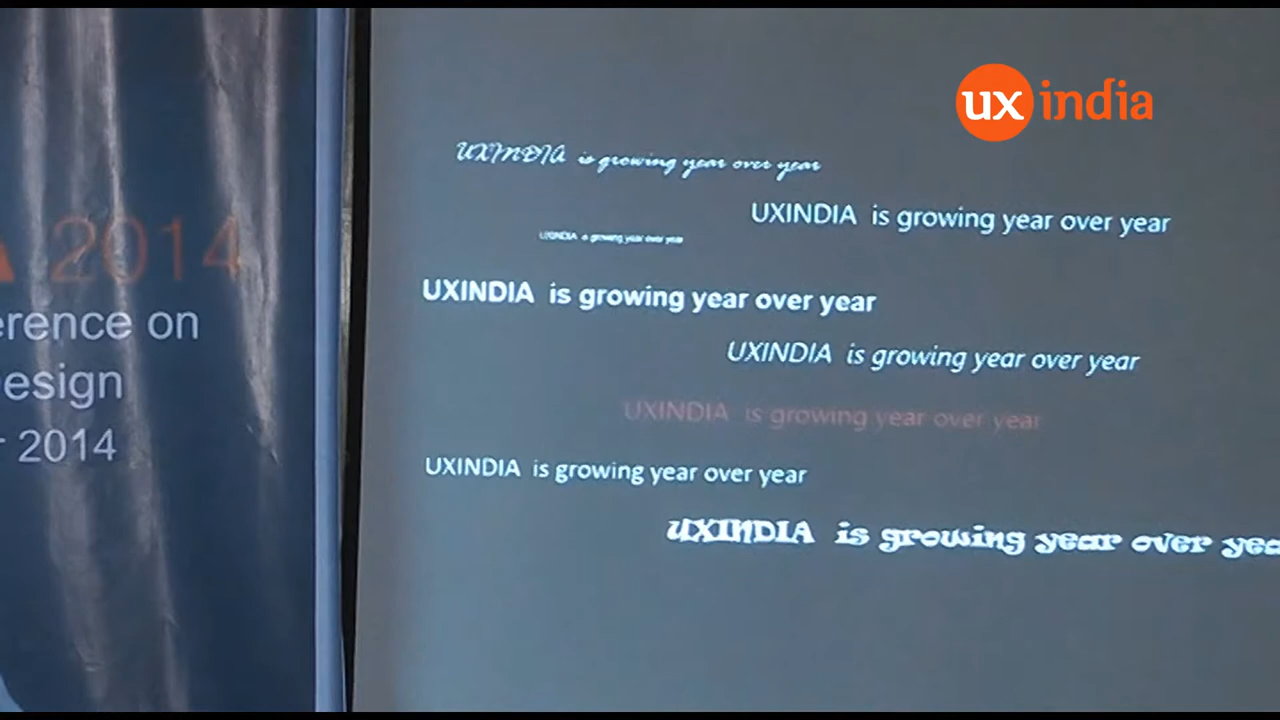 2014
erence on
esign
2014
ux india
UXINDIA is growing year over year
UXINDIA is growing year over year
UXINDIA is growing year over year
UXINDIA is growing year over year
UXINDIA is growing year over year
UXINDIA is growing year over year
UXINDIA is growing year over year
UXINDIA is growing year over yea